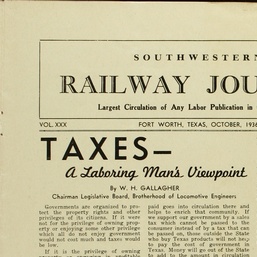 SOUTHWESTERN
RAILWAY JOU
Largest Circulation of Any Labor Publication in
VOL. XXX
FORT WORTH, TEXAS, OCTOBER, 1936
TAXES—
A Laboring Man's Viewpoint
By W. H. GALLAGHER
Chairman Legislative Board, Brotherhood of Locomotive Engineers
Governments are organized to pro-
tect the property rights and other
privileges of its citizens. If it were
not for the privilege of owning prop-
erty or enjoying some other privilege
which all do not enjoy government
would not cost much and taxes would
be low.
If it is the privilege of owning
paid goes into circulation there and
helps to enrich that community. If
we support our government by a sales
tax which cannot be passed to the
consumer instead of by a tax that can
be passed on, those outside the State
who buy Texas products will not help
to pay the cost of government in
Texas. Money will go out of the State
to add to the amount in circulation